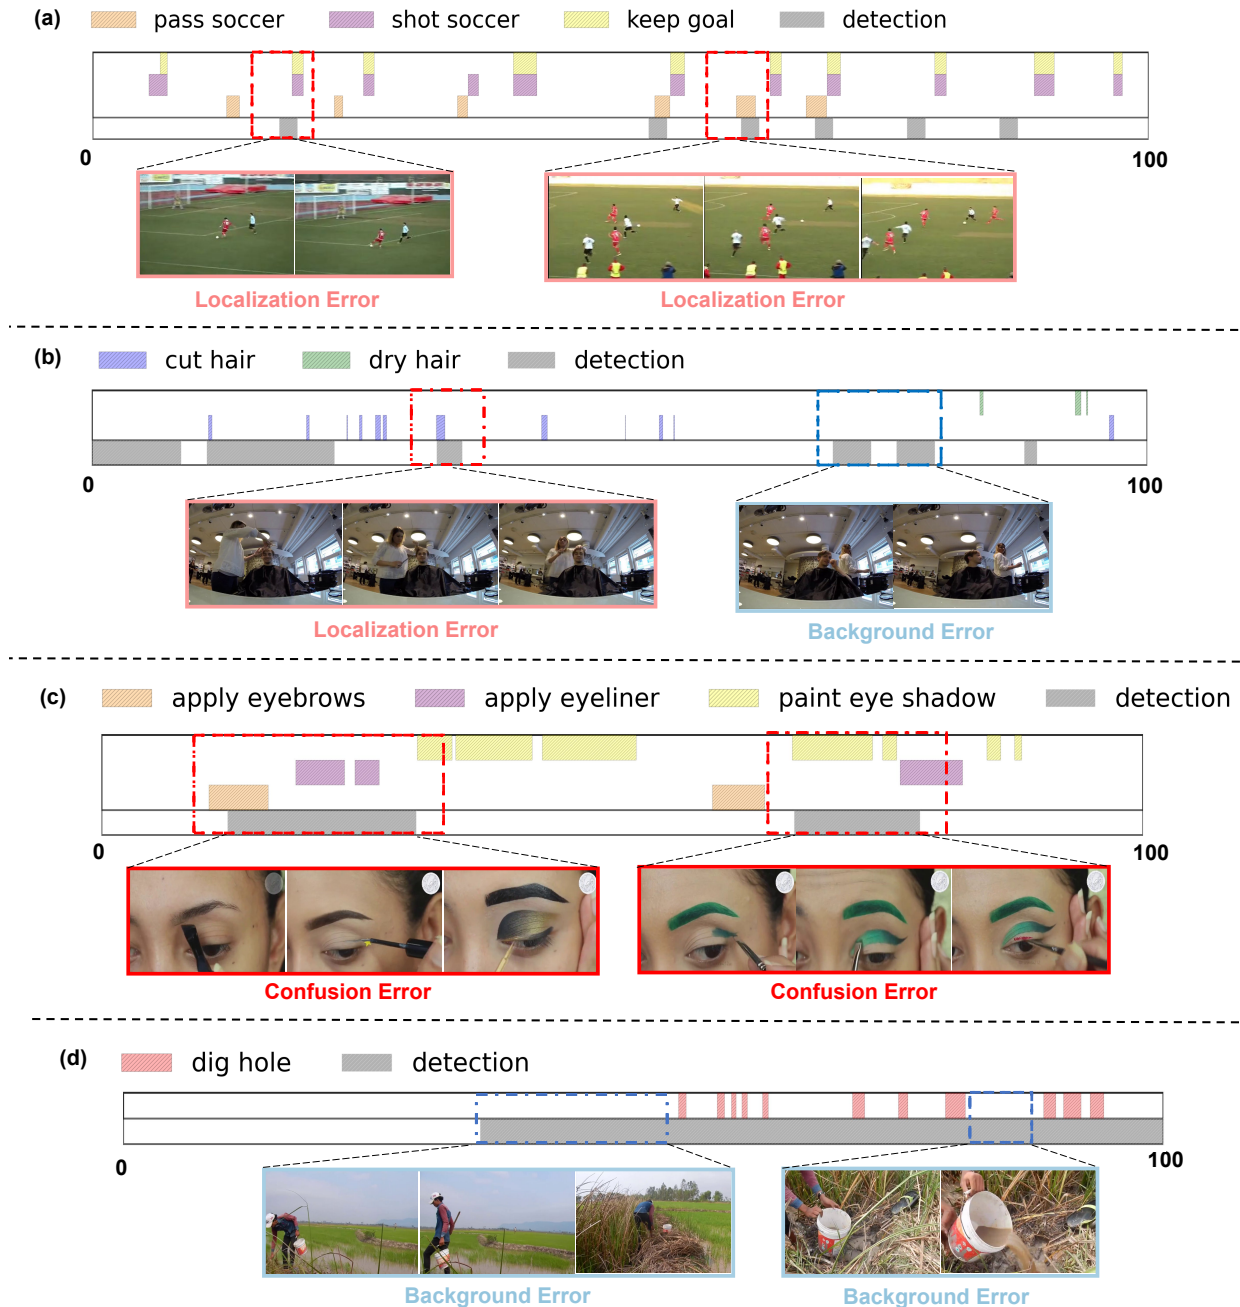 (a) pass soccer shot soccer keep goal detection
0 100
Localization Error Localization Error
(b) cut hair dry hair detection
0 100
Localization Error Background Error
(c) apply eyebrows apply eyeliner paint eye shadow detection
0 100
Confusion Error Confusion Error
(d) dig hole detection
0 100
Background Error Background Error